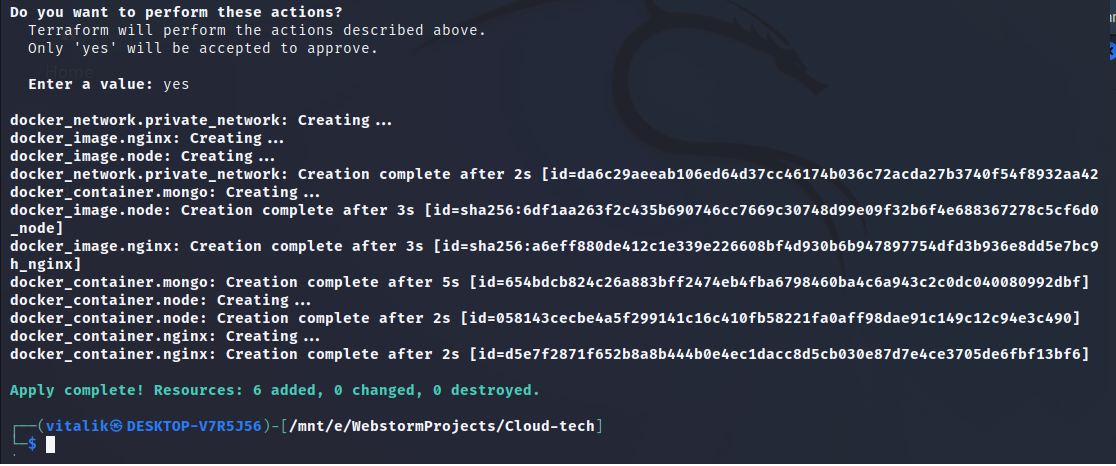 Do you want to perform these actions?
Terraform will perform the actions described above.
Only 'yes' will be accepted to approve.
Home
Enter a value: yes
docker_network.private_network: Creating...
docker_image.nginx: Creating...
docker_image.node: Creating...
docker_network.private_network: Creation complete after 2s [id=da6c29aeeab106ed64d37cc46174b036c72acda27b3740f54f8932aa42
docker_container.mongo: Creating...
docker_image.node: Creation complete after 3s [id=sha256:6df1aa263f2c435b690746cc7669c30748d99e09f32b6f4e688367278c5cf6d0
_node]
docker_image.nginx: Creation complete after 3s [id=sha256:a6eff880de412c1e339e226608bf4d930b6b947897754dfd3b936e8dd5e7bc9
h_nginx]
docker_container.mongo: Creation complete after 5s [id=654bdcb824c26a883bff2474eb4fba6798460ba4c6a943c2c0dc040080992dbf]
docker_container.node: Creating...
docker_container.node: Creation complete after 2s [id=058143cecbe4a5f299141c16c410fb58221fa0aff98dae91c149c12c94e3c490]
docker_container.nginx: Creating...
docker_container.nginx: Creation complete after 2s [id=d5e7f2871f652b8a8b444b0e4ec1dacc8d5cb030e87d7e4ce3705de6fbf13bf6]
Apply complete! Resources: 6 added, 0 changed, 0 destroyed.
┌──(vitalik㉿DESKTOP-V7R5J56)-[/mnt/e/WebstormProjects/Cloud-tech]
└─$